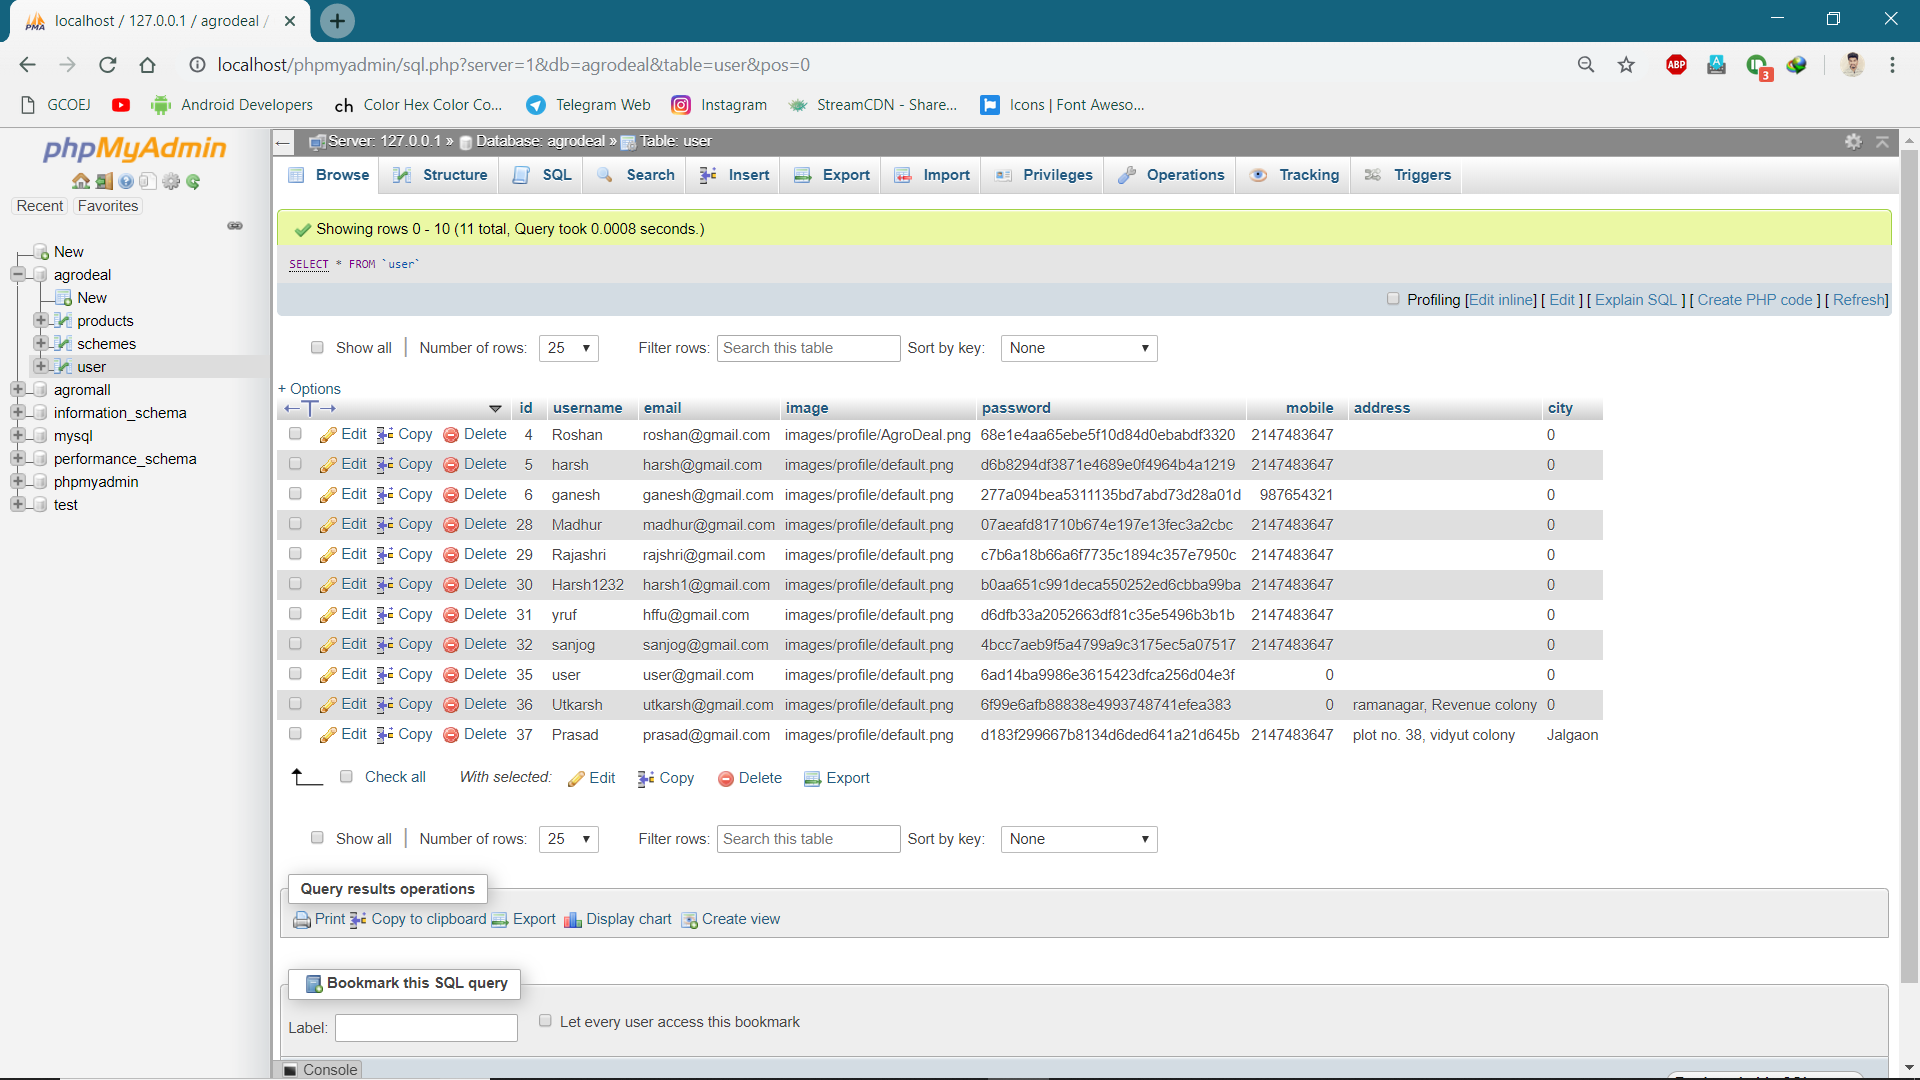 localhost / 127.0.0.1 / agrodeal /
localhost/phpmyadmin/sql.php?server=1&db=agrodeal&table=user&pos=0
ABP
3
GCOEJ
Android Developers
ch Color Hex Color Co...
Telegram Web
Instagram
StreamCDN - Share...
Icons | Font Aweso...
phpMyAdmin
Recent Favorites
New
agrodeal
New
products
schemes
user
agromall
information_schema
mysql
performance_schema
phpmyadmin
test
Server: 127.0.0.1 » Database: agrodeal » Table: user
Browse Structure SQL Search Insert Export Import Privileges Operations Tracking Triggers
Showing rows 0 - 10 (11 total, Query took 0.0008 seconds.)
SELECT * FROM `user`
Profiling [Edit inline] [ Edit ] [ Explain SQL ] [ Create PHP code ] [ Refresh]
Show all | Number of rows: 25 Filter rows: Search this table Sort by key: None
+ Options
←T→ id username email image password mobile address city
Edit Copy Delete 4 Roshan roshan@gmail.com images/profile/AgroDeal.png 68e1e4aa65ebe5f10d84d0ebabdf3320 2147483647 0
Edit Copy Delete 5 harsh harsh@gmail.com images/profile/default.png d6b8294df3871e4689e0f4964b4a1219 2147483647 0
Edit Copy Delete 6 ganesh ganesh@gmail.com images/profile/default.png 277a094bea5311135bd7abd73d28a01d 987654321 0
Edit Copy Delete 28 Madhur madhur@gmail.com images/profile/default.png 07aeafd81710b674e197e13fec3a2cbc 2147483647 0
Edit Copy Delete 29 Rajashri rajshri@gmail.com images/profile/default.png c7b6a18b66a6f7735c1894c357e7950c 2147483647 0
Edit Copy Delete 30 Harsh1232 harsh1@gmail.com images/profile/default.png b0aa651c991deca550252ed6cbba99ba 2147483647 0
Edit Copy Delete 31 yruf hffu@gmail.com images/profile/default.png d6dfb33a2052663df81c35e5496b3b1b 2147483647 0
Edit Copy Delete 32 sanjog sanjog@gmail.com images/profile/default.png 4bcc7aeb9f5a4799a9c3175ec5a07517 2147483647 0
Edit Copy Delete 35 user user@gmail.com images/profile/default.png 6ad14ba9986e3615423dfca256d04e3f 0 0
Edit Copy Delete 36 Utkarsh utkarsh@gmail.com images/profile/default.png 6f99e6afb88838e4993748741efea383 0 ramanagar, Revenue colony 0
Edit Copy Delete 37 Prasad prasad@gmail.com images/profile/default.png d183f299667b8134d6ded641a21d645b 2147483647 plot no. 38, vidyut colony Jalgaon
Check all With selected: Edit Copy Delete Export
Show all | Number of rows: 25 Filter rows: Search this table Sort by key: None
Query results operations
Print Copy to clipboard Export Display chart Create view
Bookmark this SQL query
Label: Let every user access this bookmark
Console